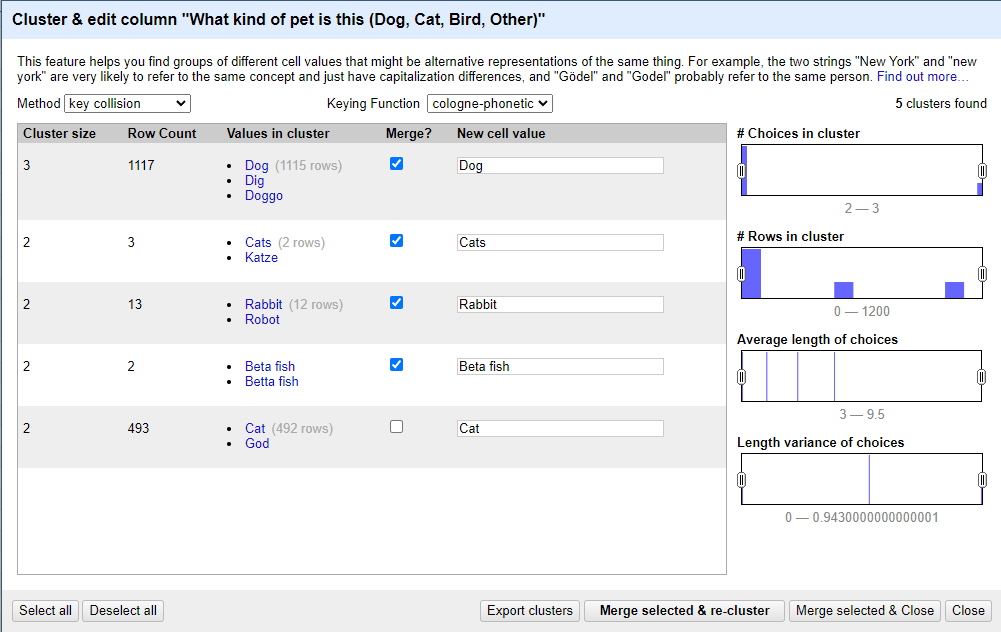 Cluster & edit column "What kind of pet is this (Dog, Cat, Bird, Other)"
This feature helps you find groups of different cell values that might be alternative representations of the same thing. For example, the two strings "New York" and "new
york" are very likely to refer to the same concept and just have capitalization differences, and "Gödel" and "Godel" probably refer to the same person. Find out more…
Method key collision Keying Function cologne-phonetic 5 clusters found
Cluster size Row Count Values in cluster Merge? New cell value
3 1117 • Dog (1115 rows) Dog
• Dig
• Doggo
2 3 • Cats (2 rows) Cats
• Katze
2 13 • Rabbit (12 rows) Rabbit
• Robot
2 2 • Beta fish Beta fish
• Betta fish
2 493 • Cat (492 rows) Cat
• God
# Choices in cluster
2 — 3
# Rows in cluster
0 — 1200
Average length of choices
3 — 9.5
Length variance of choices
0 — 0.9430000000000001
Select all Deselect all Export clusters Merge selected & re-cluster Merge selected & Close Close